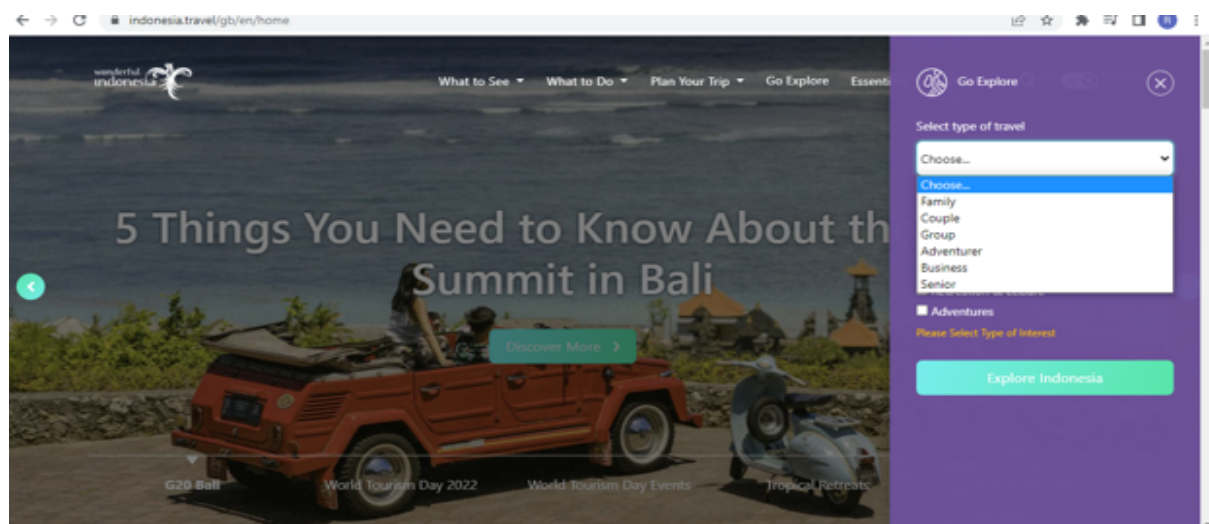 indonesia.travel/gb/en/home
wonderful
indonesia
What to See What to Do Plan Your Trip Go Explore Essenti
Go Explore
Select type of travel
Choose...
Choose...
Family
Couple
Group
Adventurer
Business
Senior
Adventures
Please Select Type of Interest
Explore Indonesia
5 Things You Need to Know About th
Summit in Bali
Discover More
G20 Bali World Tourism Day 2022 World Tourism Day Events Tropical Retreats